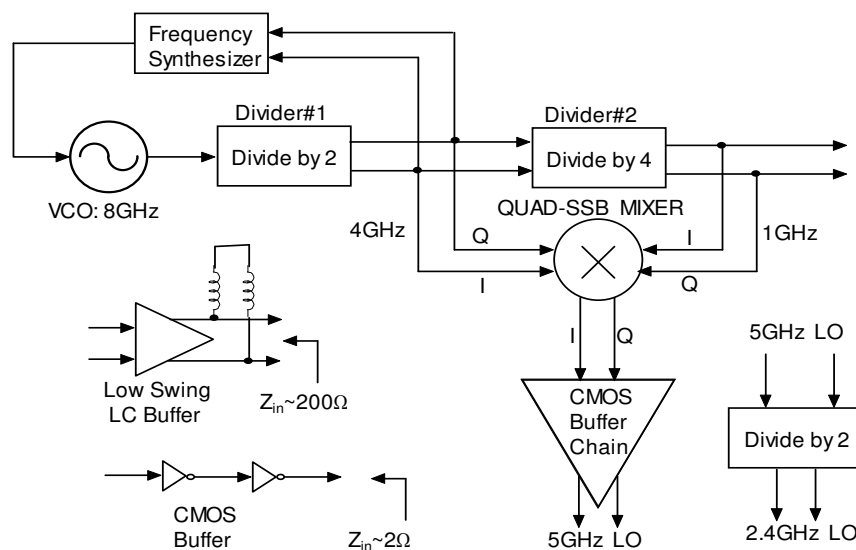 Frequency
Synthesizer
Divider#1
Divider#2
Divide by 2
Divide by 4
VCO: 8GHz
QUAD-SSB MIXER
4GHz
Q
I
1GHz
I
Q
I
Q
5GHz LO
Low Swing
LC Buffer
Zin~200Ω
CMOS
Buffer
Chain
Divide by 2
CMOS
Buffer
Zin~2Ω
5GHz LO
2.4GHz LO